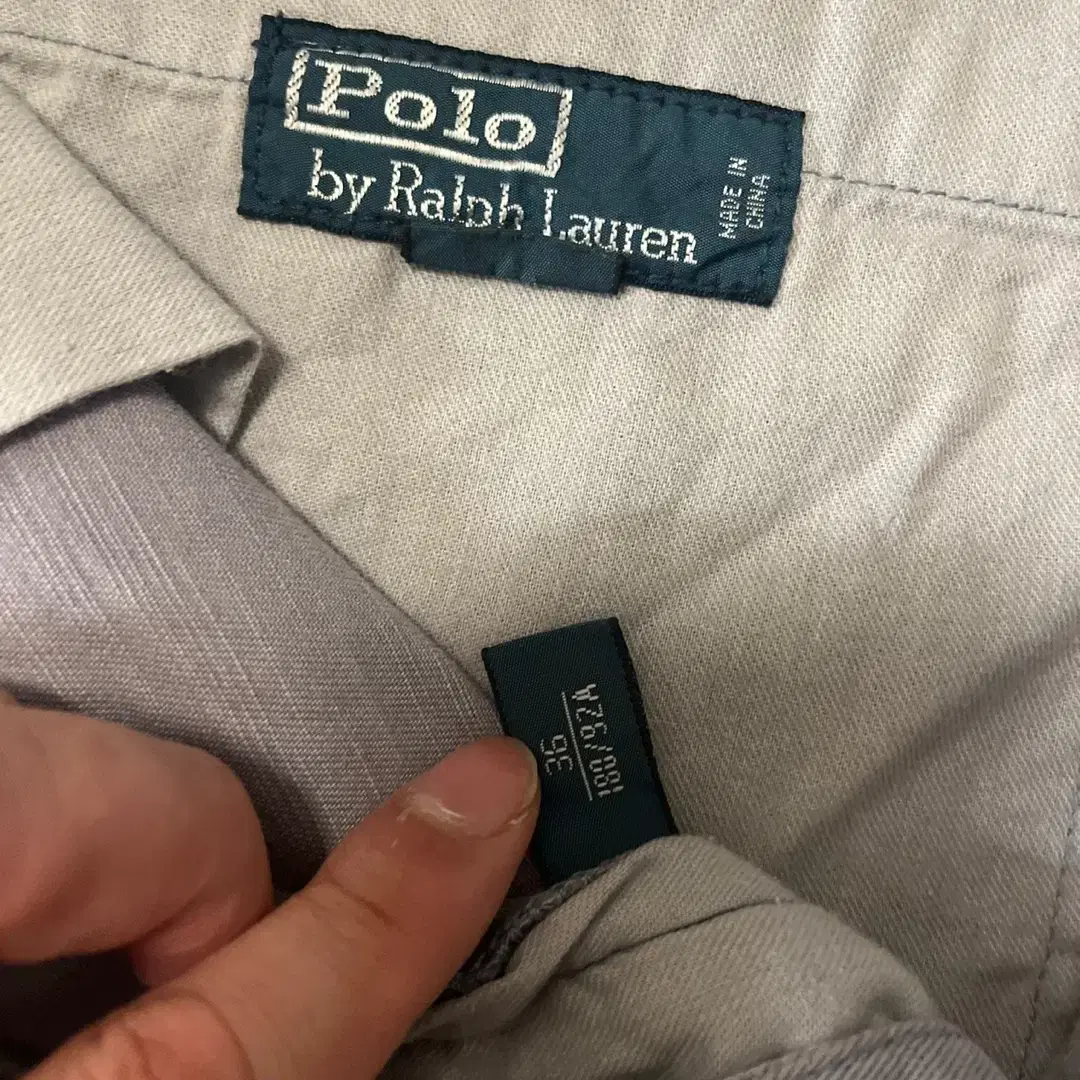 Polo
by Ralph Lauren
MADE IN
CHINA
180/92A
36